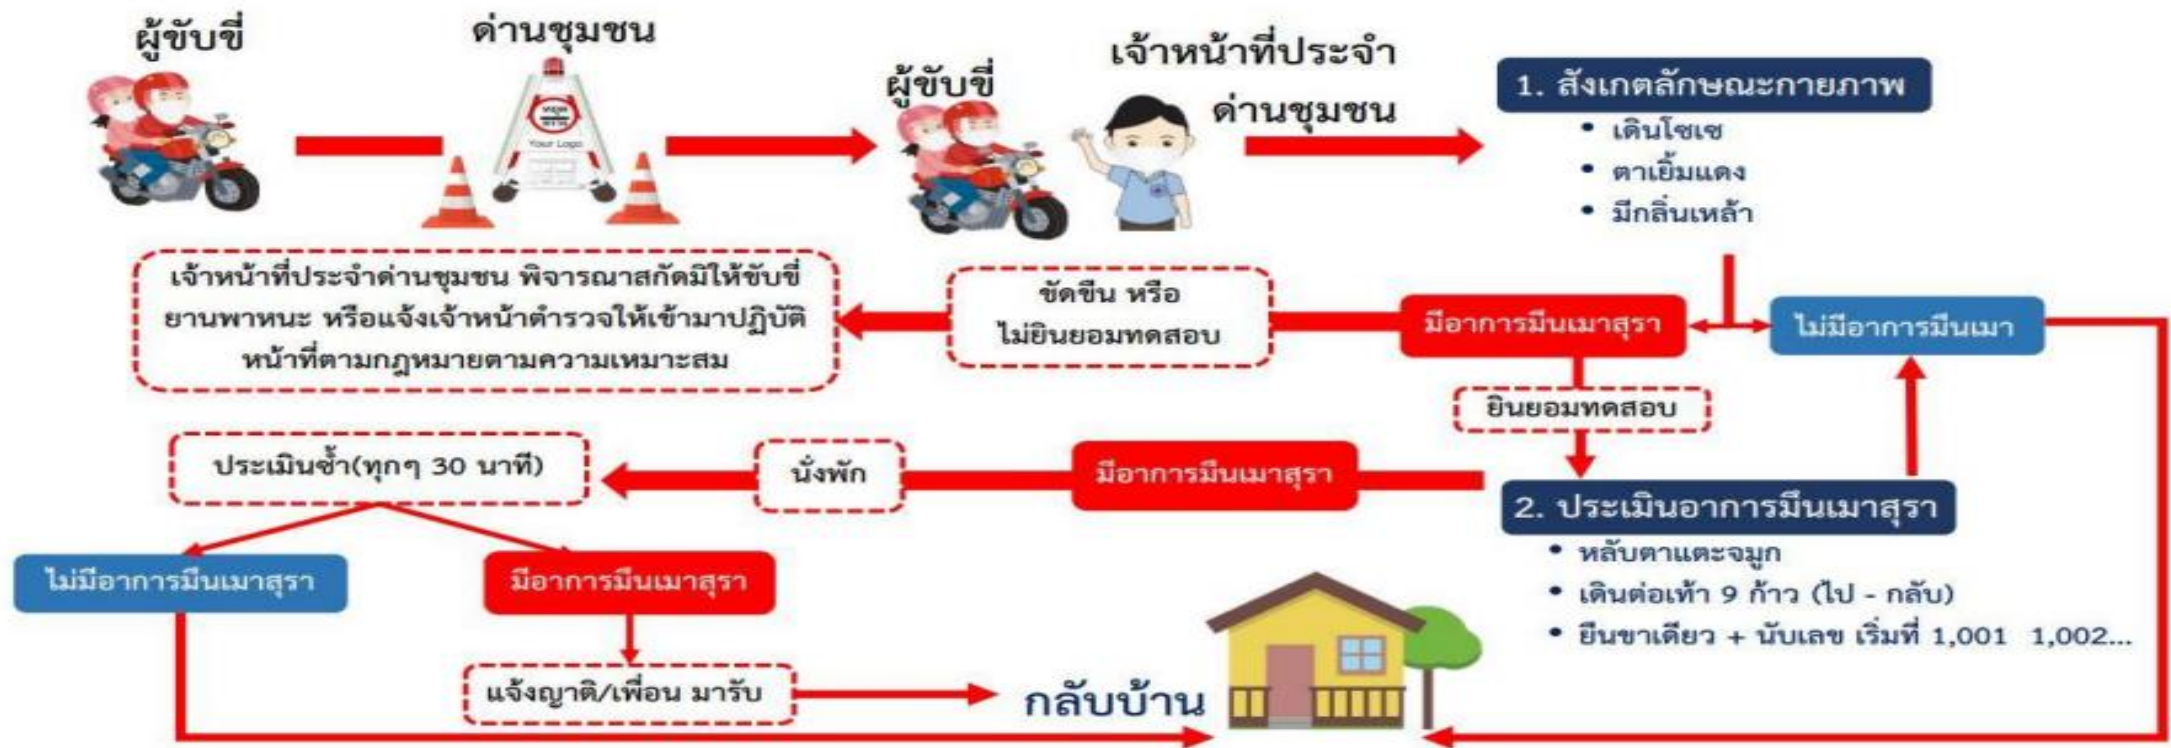 ผู้ขับขี่
ด่านชุมชน
Your Logo
ผู้ขับขี่
เจ้าหน้าที่ประจำ
ด่านชุมชน
1. สังเกตลักษณะกายภาพ
• เดินโซเซ
• ตาเยิ้มแดง
• มีกลิ่นเหล้า
เจ้าหน้าที่ประจำด่านชุมชน พิจารณาสกัดมิให้ขับขี่
ยานพาหนะ หรือแจ้งเจ้าหน้าตำรวจให้เข้ามาปฏิบัติ
หน้าที่ตามกฎหมายตามความเหมาะสม
ขัดขืน หรือ
ไม่ยินยอมทดสอบ
มีอาการมึนเมาสุรา
ไม่มีอาการมึนเมา
ยินยอมทดสอบ
ประเมินซ้ำ(ทุกๆ 30 นาที)
นั่งพัก
มีอาการมึนเมาสุรา
2. ประเมินอาการมึนเมาสุรา
• หลับตาแตะจมูก
• เดินต่อเท้า 9 ก้าว (ไป - กลับ)
• ยืนขาเดียว + นับเลข เริ่มที่ 1,001 1,002...
ไม่มีอาการมึนเมาสุรา
มีอาการมึนเมาสุรา
แจ้งญาติ/เพื่อน มารับ
กลับบ้าน